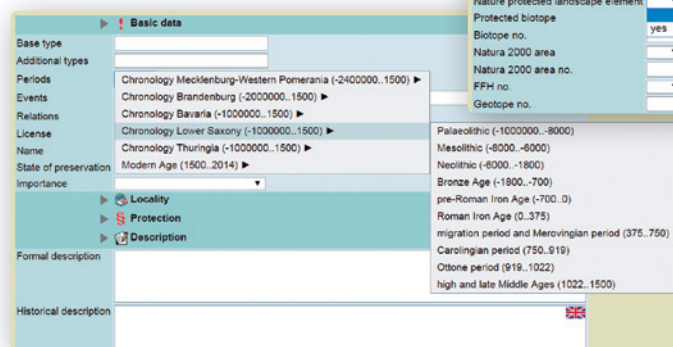 Basic data
Base type
Additional types
Periods
Events
Relations
License
Name
State of preservation
Importance
Chronology Mecklenburg-Western Pomerania (-2400000..1500)
Chronology Brandenburg (-2000000..1500)
Chronology Bavaria (-1000000..1500)
Chronology Lower Saxony (-1000000..1500)
Chronology Thuringia (-1000000..1500)
Modern Age (1500..2014)
Palaeolithic (-1000000..-8000)
Mesolithic (-8000..-6000)
Neolithic (-6000..-1800)
Bronze Age (-1800..-700)
pre-Roman Iron Age (-700..0)
Roman Iron Age (0..375)
migration period and Merovingian period (375..750)
Carolingian period (750..919)
Ottone period (919..1022)
high and late Middle Ages (1022..1500)
Locality
§ Protection
Description
Formal description
Historical description
Nature protected landscape element
Protected biotope
yes
Biotope no.
Natura 2000 area
Natura 2000 area no.
FFH no.
Geotope no.